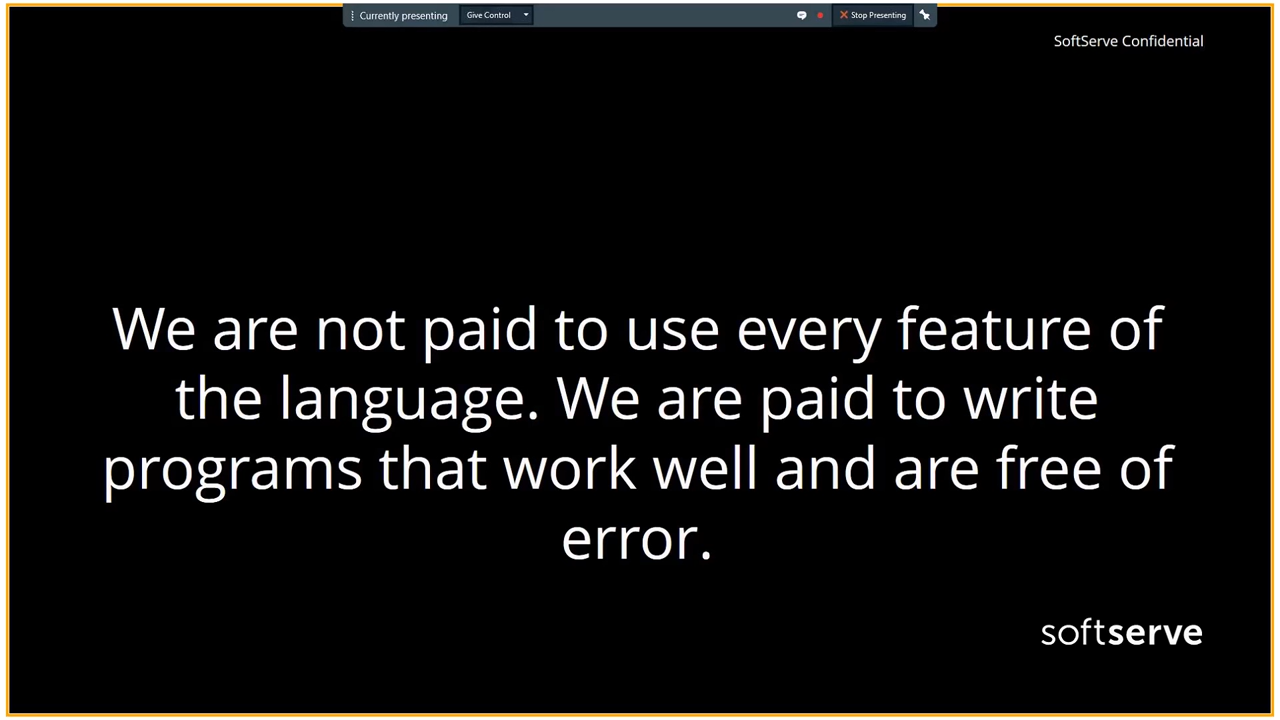 Currently presenting Give Control Stop Presenting
SoftServe Confidential
We are not paid to use every feature of
the language. We are paid to write
programs that work well and are free of
error.
softserve